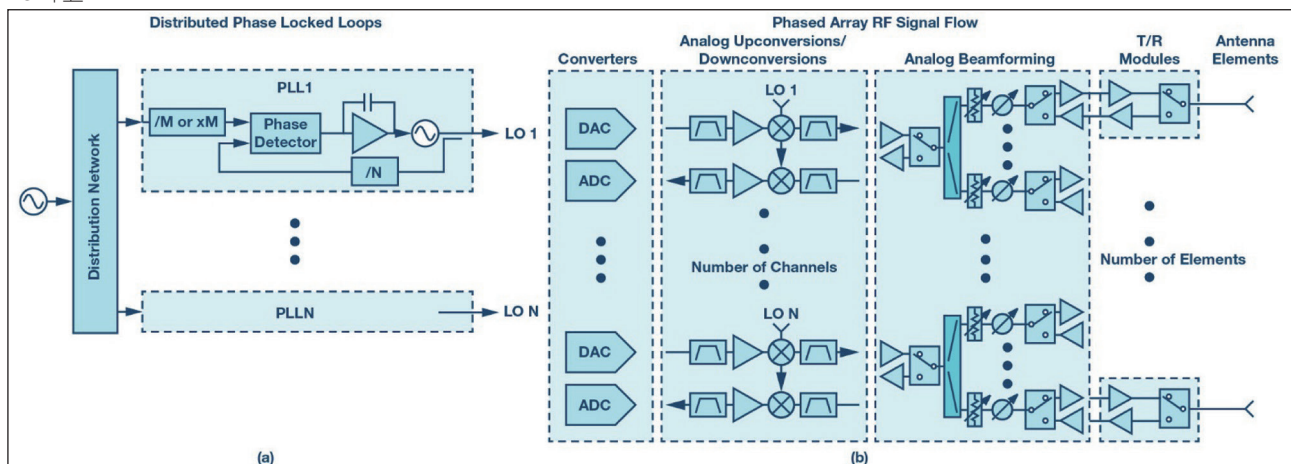 Distributed Phase Locked Loops
PLL1
/M or xM
Phase
Detector
/N
LO 1
Distribution Network
PLLN
LO N
(a)
Phased Array RF Signal Flow
Converters
Analog Upconversions/
Downconversions
Analog Beamforming
T/R
Modules
Antenna
Elements
DAC
ADC
LO 1
Number of Channels
LO N
DAC
ADC
Number of Elements
(b)